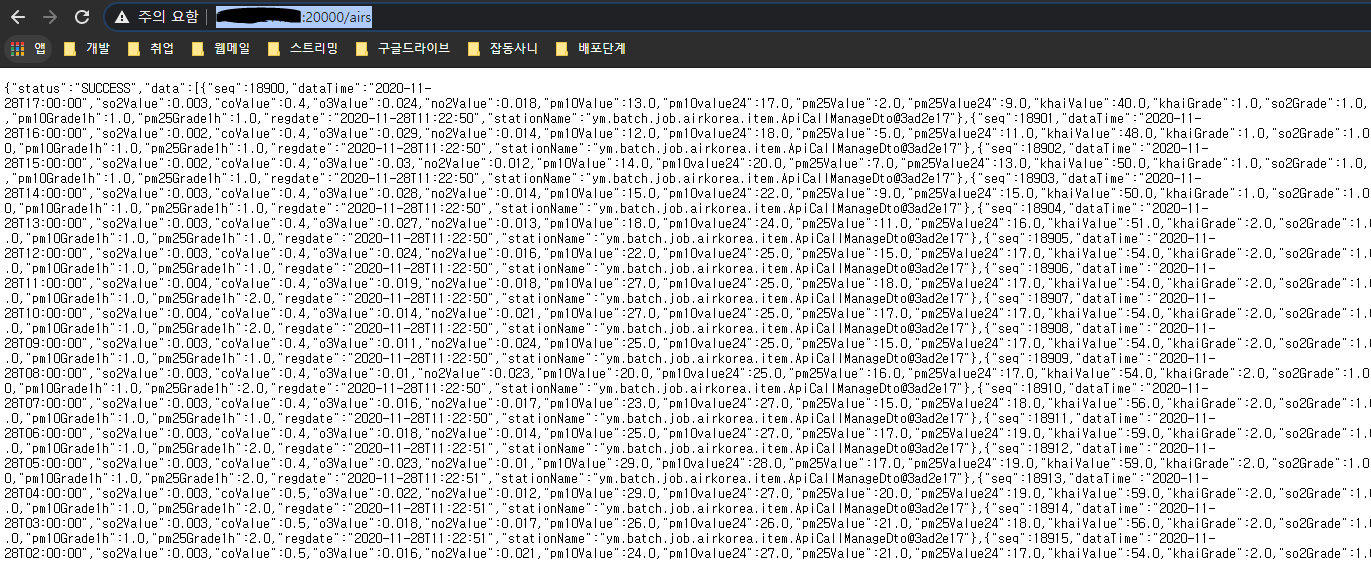 주의 요함 :20000/airs
앱 개발 취업 웹메일 스트리밍 구글드라이브 잡동사니 배포단계
{"status":"SUCCESS","data":[{"seq":18900,"dataTime":"2020-11-
28T17:00:00","so2Value":0.003,"coValue":0.4,"o3Value":0.024,"no2Value":0.018,"pm10Value":13.0,"pm10value24":17.0,"pm25Value":2.0,"pm25Value24":9.0,"khaiValue":40.0,"khaiGrade":1.0,"so2Grade":1.0,
,"pm10Grade1h":1.0,"pm25Grade1h":1.0,"regdate":"2020-11-28T11:22:50","stationName":"ym.batch.job.airkorea.item.ApiCallManageDto@3ad2e17"},{"seq":18901,"dataTime":"2020-11-
28T16:00:00","so2Value":0.002,"coValue":0.4,"o3Value":0.029,"no2Value":0.014,"pm10Value":12.0,"pm10value24":18.0,"pm25Value":5.0,"pm25Value24":11.0,"khaiValue":48.0,"khaiGrade":1.0,"so2Grade":1.0
0,"pm10Grade1h":1.0,"pm25Grade1h":1.0,"regdate":"2020-11-28T11:22:50","stationName":"ym.batch.job.airkorea.item.ApiCallManageDto@3ad2e17"},{"seq":18902,"dataTime":"2020-11-
28T15:00:00","so2Value":0.002,"coValue":0.4,"o3Value":0.03,"no2Value":0.012,"pm10Value":14.0,"pm10value24":20.0,"pm25Value":7.0,"pm25Value24":13.0,"khaiValue":50.0,"khaiGrade":1.0,"so2Grade":1.0,
,"pm10Grade1h":1.0,"pm25Grade1h":1.0,"regdate":"2020-11-28T11:22:50","stationName":"ym.batch.job.airkorea.item.ApiCallManageDto@3ad2e17"},{"seq":18903,"dataTime":"2020-11-
28T14:00:00","so2Value":0.003,"coValue":0.4,"o3Value":0.028,"no2Value":0.014,"pm10Value":15.0,"pm10value24":22.0,"pm25Value":9.0,"pm25Value24":15.0,"khaiValue":50.0,"khaiGrade":1.0,"so2Grade":1.0
0,"pm10Grade1h":1.0,"pm25Grade1h":1.0,"regdate":"2020-11-28T11:22:50","stationName":"ym.batch.job.airkorea.item.ApiCallManageDto@3ad2e17"},{"seq":18904,"dataTime":"2020-11-
28T13:00:00","so2Value":0.003,"coValue":0.4,"o3Value":0.027,"no2Value":0.013,"pm10Value":18.0,"pm10value24":24.0,"pm25Value":11.0,"pm25Value24":16.0,"khaiValue":51.0,"khaiGrade":2.0,"so2Grade":1.
.0,"pm10Grade1h":1.0,"pm25Grade1h":1.0,"regdate":"2020-11-28T11:22:50","stationName":"ym.batch.job.airkorea.item.ApiCallManageDto@3ad2e17"},{"seq":18905,"dataTime":"2020-11-
28T12:00:00","so2Value":0.003,"coValue":0.4,"o3Value":0.024,"no2Value":0.016,"pm10Value":22.0,"pm10value24":25.0,"pm25Value":15.0,"pm25Value24":17.0,"khaiValue":54.0,"khaiGrade":2.0,"so2Grade":1.
.0,"pm10Grade1h":1.0,"pm25Grade1h":1.0,"regdate":"2020-11-28T11:22:50","stationName":"ym.batch.job.airkorea.item.ApiCallManageDto@3ad2e17"},{"seq":18906,"dataTime":"2020-11-
28T11:00:00","so2Value":0.004,"coValue":0.4,"o3Value":0.019,"no2Value":0.018,"pm10Value":27.0,"pm10value24":25.0,"pm25Value":18.0,"pm25Value24":17.0,"khaiValue":54.0,"khaiGrade":2.0,"so2Grade":1.
.0,"pm10Grade1h":1.0,"pm25Grade1h":2.0,"regdate":"2020-11-28T11:22:50","stationName":"ym.batch.job.airkorea.item.ApiCallManageDto@3ad2e17"},{"seq":18907,"dataTime":"2020-11-
28T10:00:00","so2Value":0.004,"coValue":0.4,"o3Value":0.014,"no2Value":0.021,"pm10Value":27.0,"pm10value24":25.0,"pm25Value":17.0,"pm25Value24":17.0,"khaiValue":54.0,"khaiGrade":2.0,"so2Grade":1.
.0,"pm10Grade1h":1.0,"pm25Grade1h":2.0,"regdate":"2020-11-28T11:22:50","stationName":"ym.batch.job.airkorea.item.ApiCallManageDto@3ad2e17"},{"seq":18908,"dataTime":"2020-11-
28T09:00:00","so2Value":0.003,"coValue":0.4,"o3Value":0.011,"no2Value":0.024,"pm10Value":25.0,"pm10value24":25.0,"pm25Value":15.0,"pm25Value24":17.0,"khaiValue":54.0,"khaiGrade":2.0,"so2Grade":1.
.0,"pm10Grade1h":1.0,"pm25Grade1h":1.0,"regdate":"2020-11-28T11:22:50","stationName":"ym.batch.job.airkorea.item.ApiCallManageDto@3ad2e17"},{"seq":18909,"dataTime":"2020-11-
28T08:00:00","so2Value":0.003,"coValue":0.4,"o3Value":0.01,"no2Value":0.023,"pm10Value":20.0,"pm10value24":25.0,"pm25Value":16.0,"pm25Value24":17.0,"khaiValue":54.0,"khaiGrade":2.0,"so2Grade":1.0
0,"pm10Grade1h":1.0,"pm25Grade1h":2.0,"regdate":"2020-11-28T11:22:50","stationName":"ym.batch.job.airkorea.item.ApiCallManageDto@3ad2e17"},{"seq":18910,"dataTime":"2020-11-
28T07:00:00","so2Value":0.003,"coValue":0.4,"o3Value":0.016,"no2Value":0.017,"pm10Value":23.0,"pm10value24":27.0,"pm25Value":15.0,"pm25Value24":18.0,"khaiValue":56.0,"khaiGrade":2.0,"so2Grade":1.
.0,"pm10Grade1h":1.0,"pm25Grade1h":1.0,"regdate":"2020-11-28T11:22:50","stationName":"ym.batch.job.airkorea.item.ApiCallManageDto@3ad2e17"},{"seq":18911,"dataTime":"2020-11-
28T06:00:00","so2Value":0.003,"coValue":0.4,"o3Value":0.018,"no2Value":0.014,"pm10Value":25.0,"pm10value24":27.0,"pm25Value":17.0,"pm25Value24":19.0,"khaiValue":59.0,"khaiGrade":2.0,"so2Grade":1.
.0,"pm10Grade1h":1.0,"pm25Grade1h":2.0,"regdate":"2020-11-28T11:22:51","stationName":"ym.batch.job.airkorea.item.ApiCallManageDto@3ad2e17"},{"seq":18912,"dataTime":"2020-11-
28T05:00:00","so2Value":0.003,"coValue":0.4,"o3Value":0.023,"no2Value":0.01,"pm10Value":29.0,"pm10value24":28.0,"pm25Value":17.0,"pm25Value24":19.0,"khaiValue":59.0,"khaiGrade":2.0,"so2Grade":1.0
0,"pm10Grade1h":1.0,"pm25Grade1h":2.0,"regdate":"2020-11-28T11:22:51","stationName":"ym.batch.job.airkorea.item.ApiCallManageDto@3ad2e17"},{"seq":18913,"dataTime":"2020-11-
28T04:00:00","so2Value":0.003,"coValue":0.5,"o3Value":0.022,"no2Value":0.012,"pm10Value":29.0,"pm10value24":27.0,"pm25Value":20.0,"pm25Value24":19.0,"khaiValue":59.0,"khaiGrade":2.0,"so2Grade":1.
.0,"pm10Grade1h":1.0,"pm25Grade1h":2.0,"regdate":"2020-11-28T11:22:51","stationName":"ym.batch.job.airkorea.item.ApiCallManageDto@3ad2e17"},{"seq":18914,"dataTime":"2020-11-
28T03:00:00","so2Value":0.003,"coValue":0.5,"o3Value":0.018,"no2Value":0.017,"pm10Value":26.0,"pm10value24":26.0,"pm25Value":21.0,"pm25Value24":18.0,"khaiValue":56.0,"khaiGrade":2.0,"so2Grade":1.
.0,"pm10Grade1h":1.0,"pm25Grade1h":2.0,"regdate":"2020-11-28T11:22:51","stationName":"ym.batch.job.airkorea.item.ApiCallManageDto@3ad2e17"},{"seq":18915,"dataTime":"2020-11-
28T02:00:00","so2Value":0.003,"coValue":0.5,"o3Value":0.016,"no2Value":0.021,"pm10Value":24.0,"pm10value24":27.0,"pm25Value":21.0,"pm25Value24":17.0,"khaiValue":54.0,"khaiGrade":2.0,"so2Grade":1.